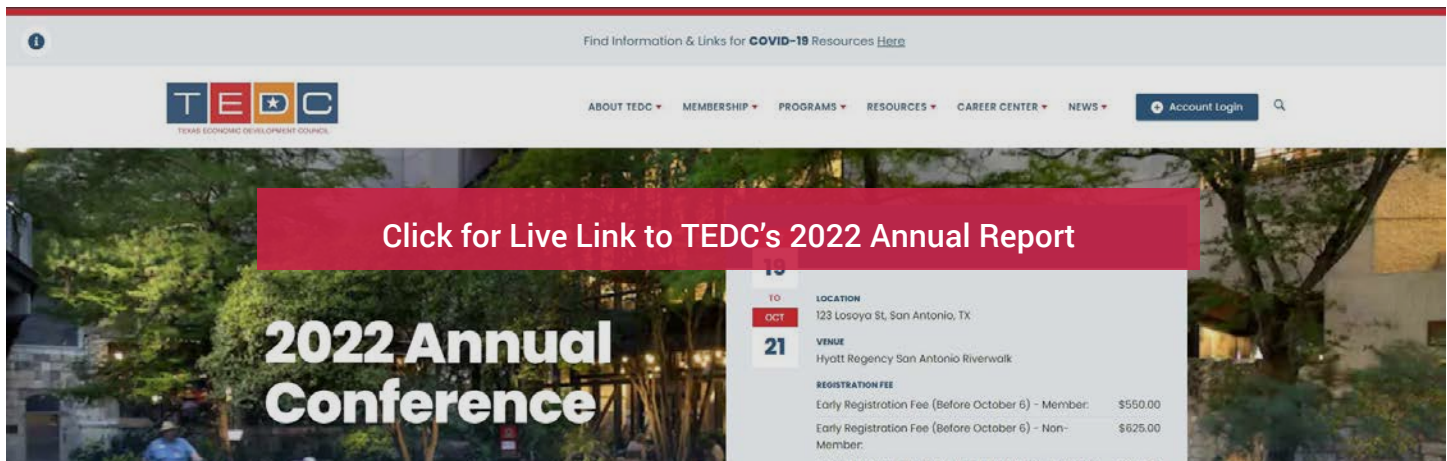 Find Information & Links for COVID-19 Resources Here
TEDC
TEXAS ECONOMIC DEVELOPMENT COUNCIL
ABOUT TEDC MEMBERSHIP PROGRAMS RESOURCES CAREER CENTER NEWS Account Login
Click for Live Link to TEDC's 2022 Annual Report
2022 Annual
Conference
19
TO
OCT
21
LOCATION
123 Losoya St, San Antonio, TX
VENUE
Hyatt Regency San Antonio Riverwalk
REGISTRATION FEE
Early Registration Fee (Before October 6) - Member: $550.00
Early Registration Fee (Before October 6) - Non- $625.00
Member: